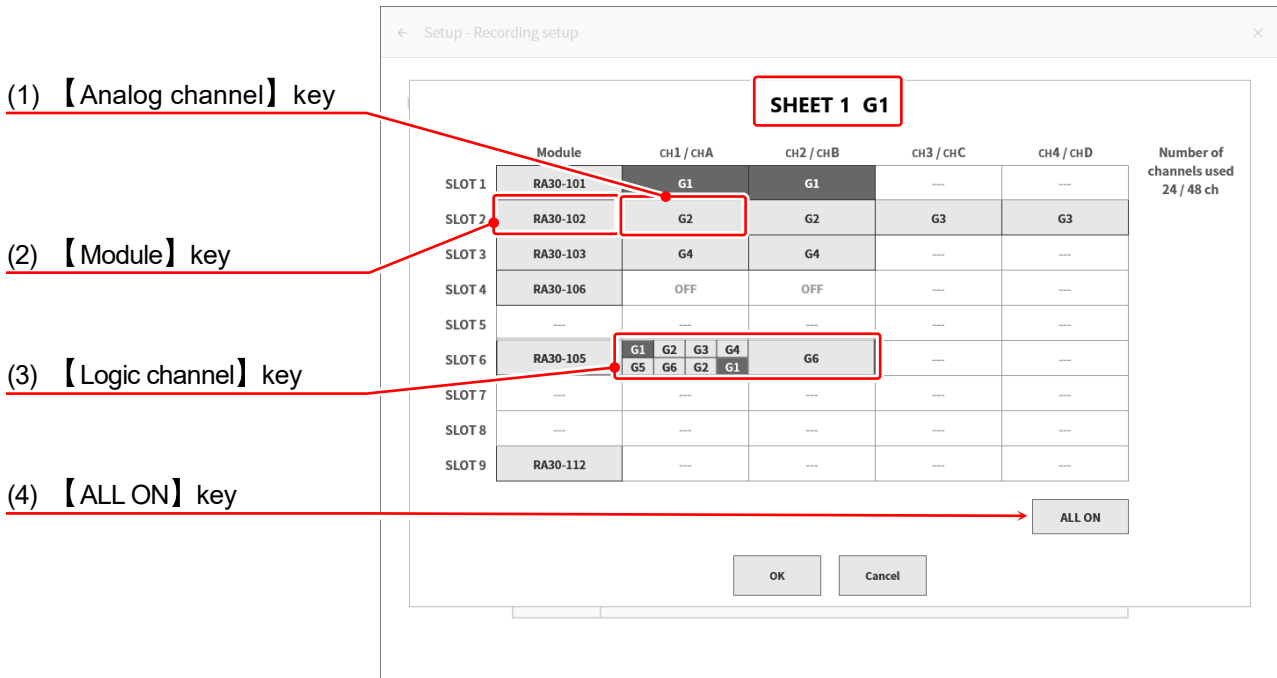 ← Setup - Recording setup ×
(1) 【Analog channel】key
SHEET 1 G1
Module CH1 / CHA CH2 / CHB CH3 / CHC CH4 / CHD Number of
channels used
24 / 48 ch
SLOT 1 RA30-101 G1 G1 --- ---
SLOT 2 RA30-102 G2 G2 G3 G3
(2) 【Module】key
SLOT 3 RA30-103 G4 G4 --- ---
SLOT 4 RA30-106 OFF OFF --- ---
SLOT 5 --- --- --- --- ---
(3) 【Logic channel】key
SLOT 6 RA30-105 G1 G2 G3 G4 G6 --- ---
G5 G6 G2 G1
SLOT 7 --- --- --- --- ---
SLOT 8 --- --- --- --- ---
SLOT 9 RA30-112 --- --- --- ---
(4) 【ALL ON】key
ALL ON
OK Cancel